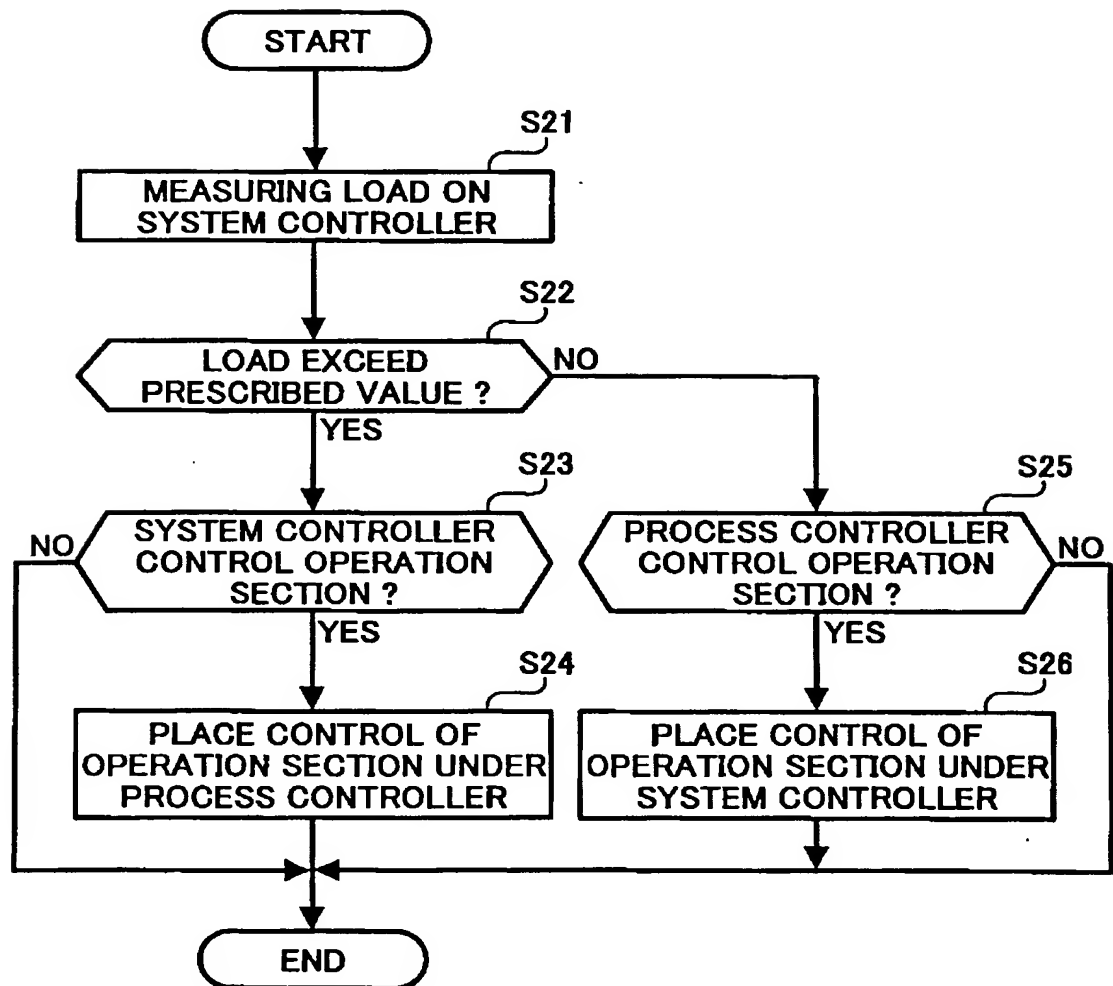 START
S21
MEASURING LOAD ON
SYSTEM CONTROLLER
S22
LOAD EXCEED
PRESCRIBED VALUE ?
NO
YES
S23
SYSTEM CONTROLLER
CONTROL OPERATION
SECTION ?
NO
YES
S25
PROCESS CONTROLLER
CONTROL OPERATION
SECTION ?
NO
YES
S24
PLACE CONTROL OF
OPERATION SECTION UNDER
PROCESS CONTROLLER
S26
PLACE CONTROL OF
OPERATION SECTION UNDER
SYSTEM CONTROLLER
END